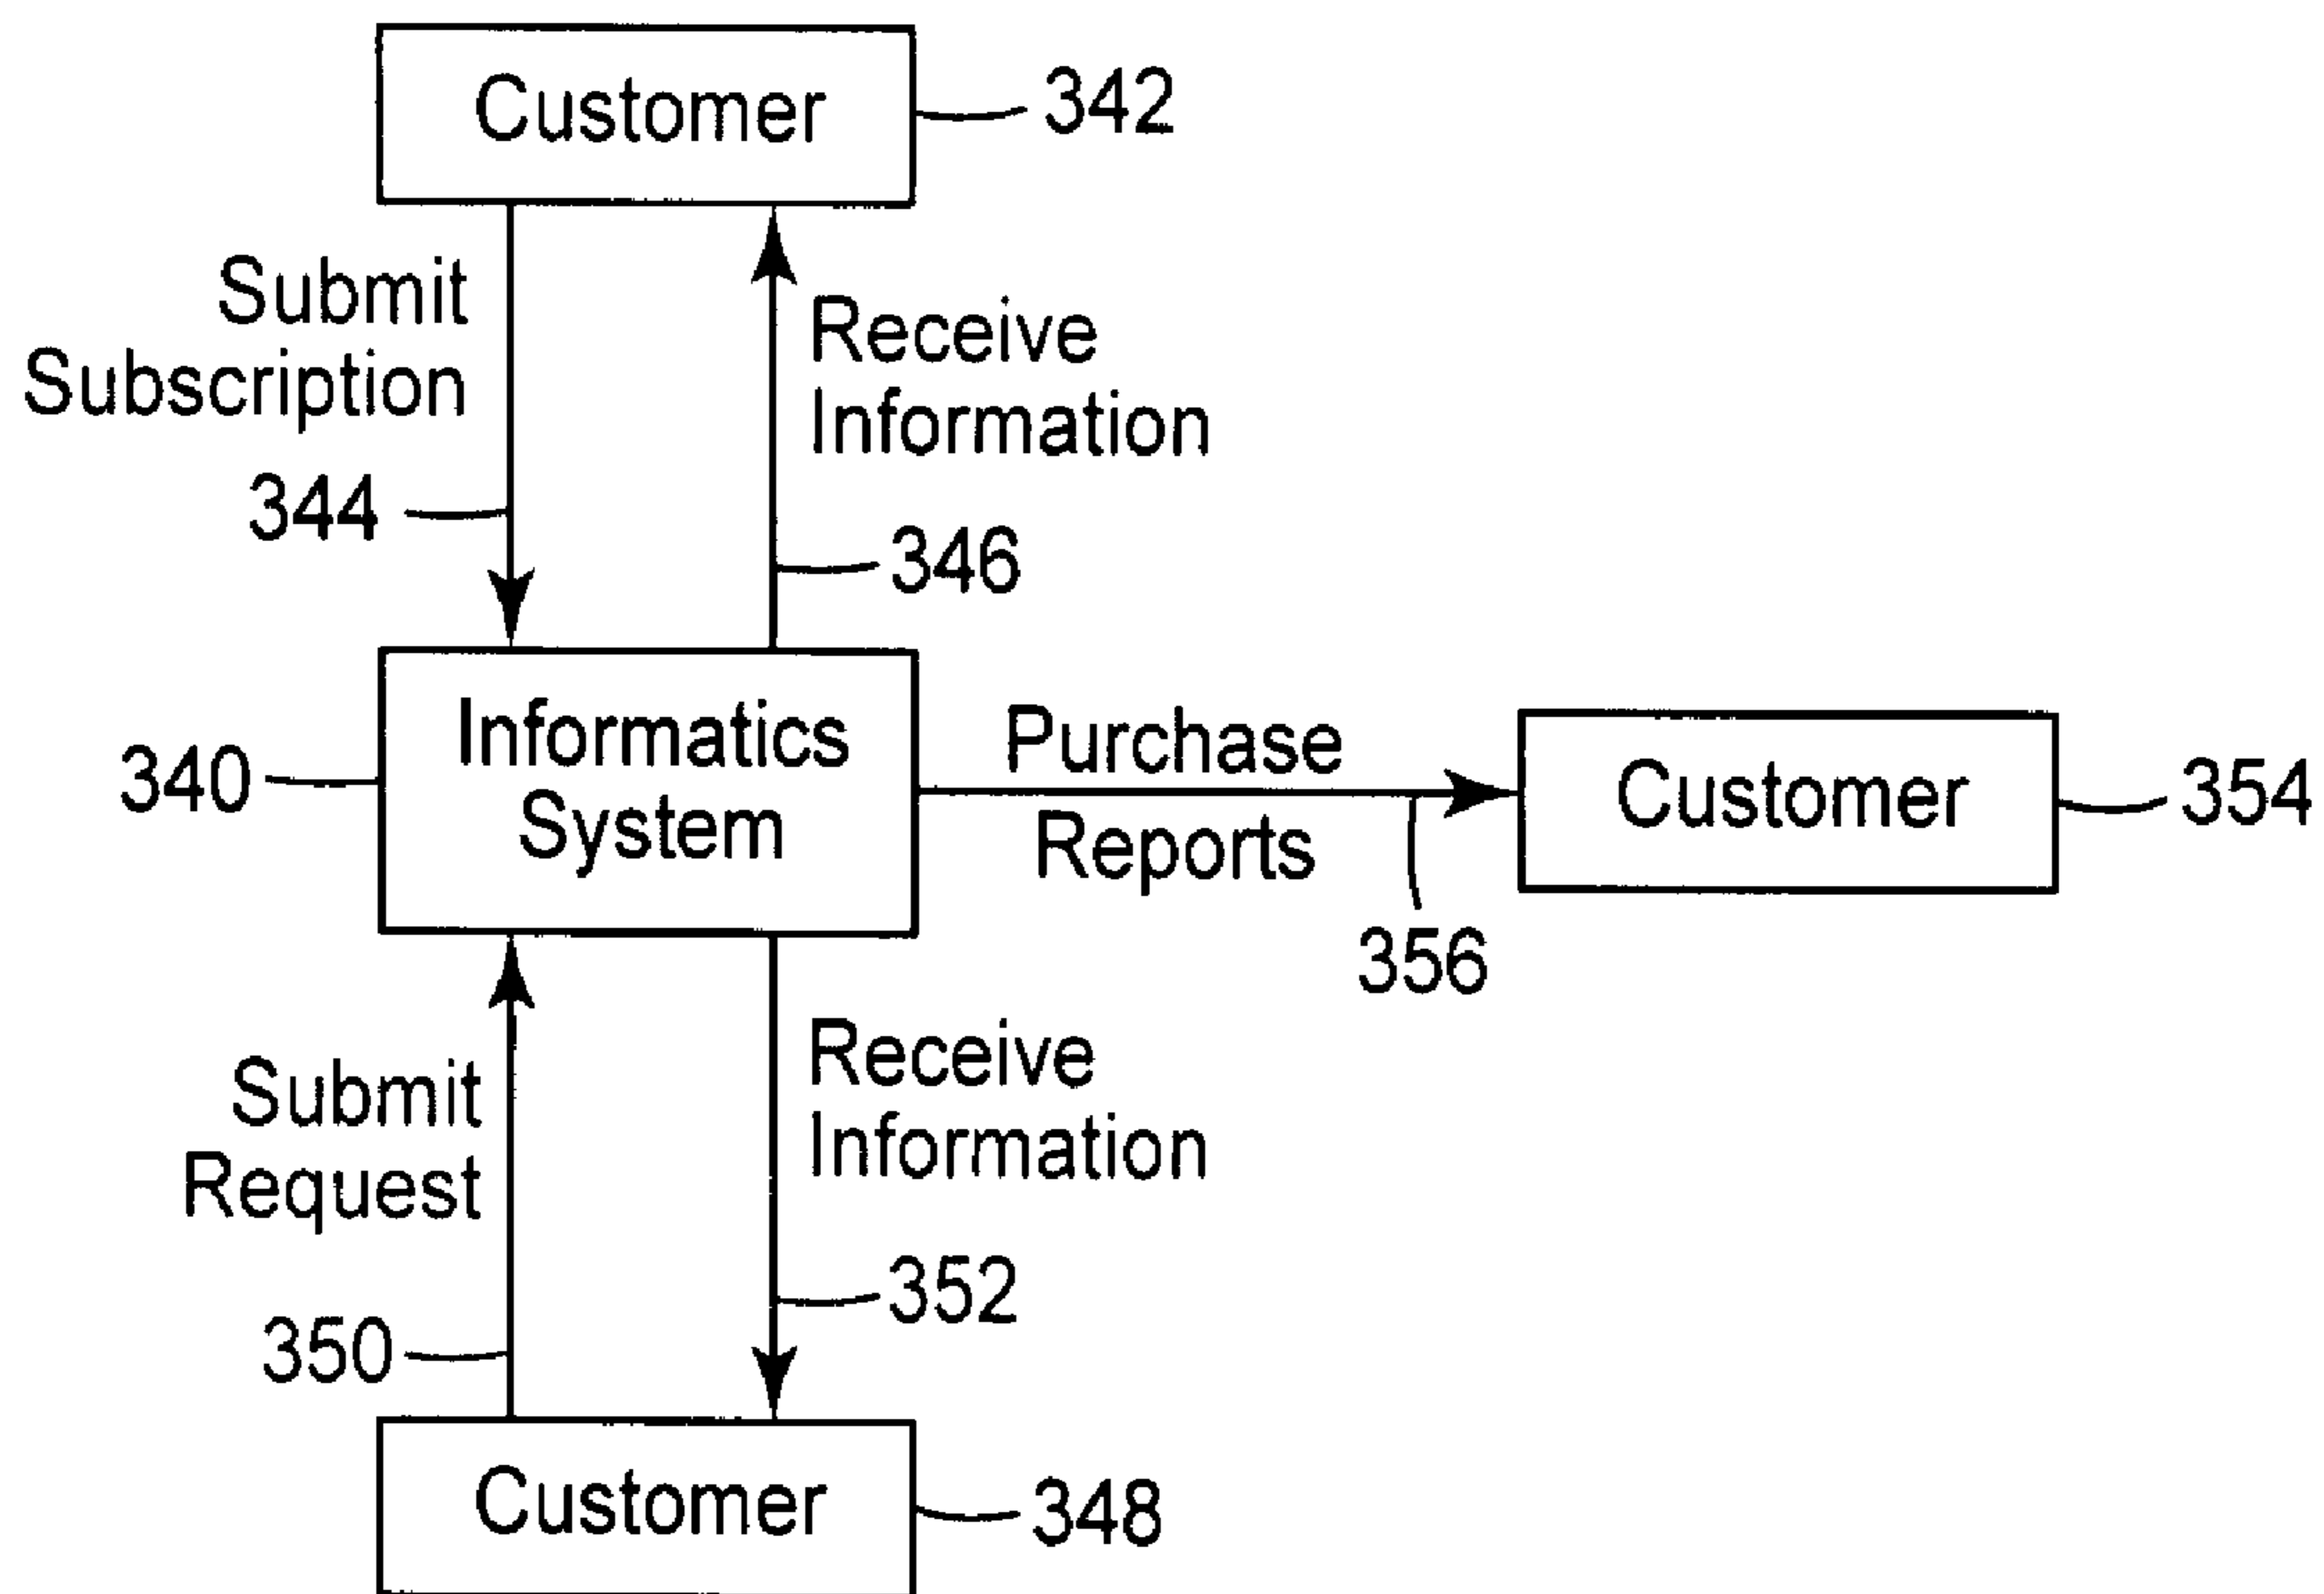 Customer
342
Submit
Subscription
344
Receive
Information
346
340
Informatics
System
Purchase
Reports
356
Customer
354
Submit
Request
350
Receive
Information
352
Customer
348